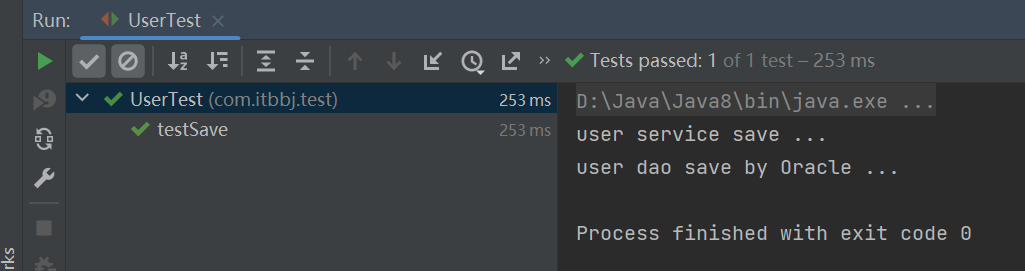 Run: UserTest
Tests passed: 1 of 1 test – 253 ms
UserTest (com.itbbj.test) 253 ms
testSave 253 ms
D:\Java\Java8\bin\java.exe ...
user service save ...
user dao save by Oracle ...
Process finished with exit code 0
rks